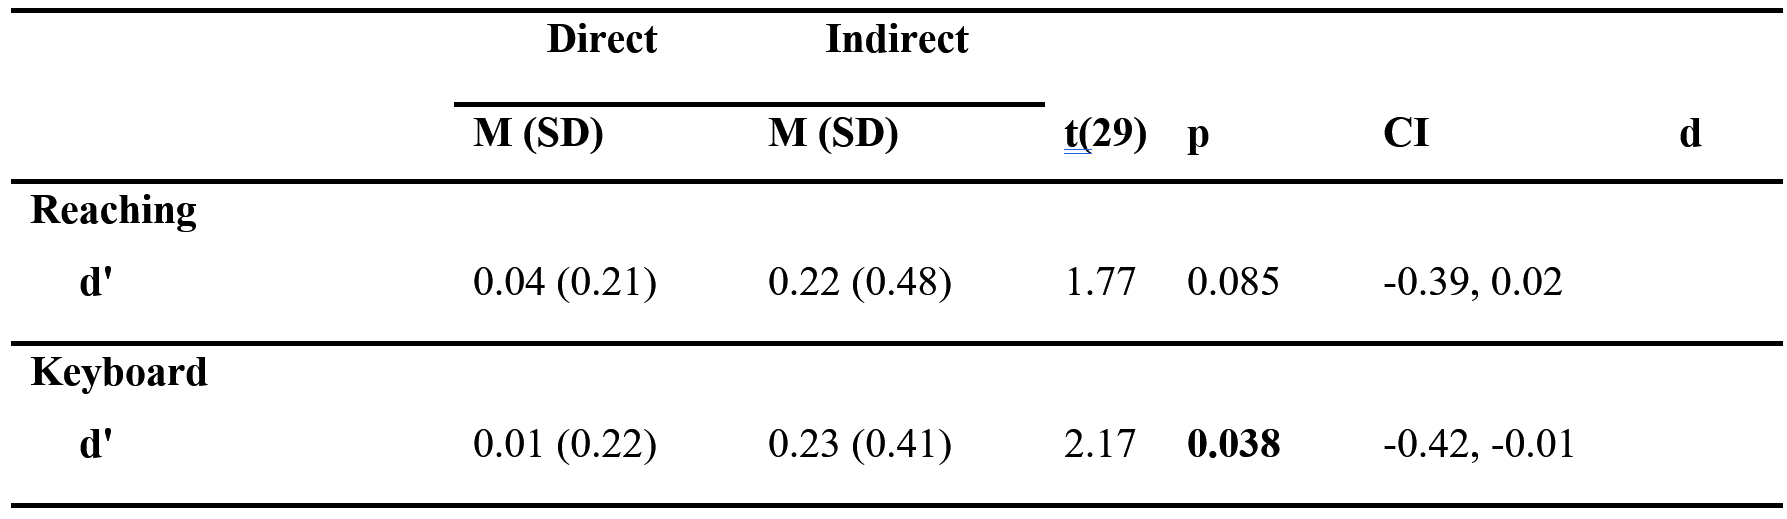 Direct Indirect
M (SD) M (SD) t(29) p CI d
Reaching
d' 0.04 (0.21) 0.22 (0.48) 1.77 0.085 -0.39, 0.02
Keyboard
d' 0.01 (0.22) 0.23 (0.41) 2.17 0.038 -0.42, -0.01